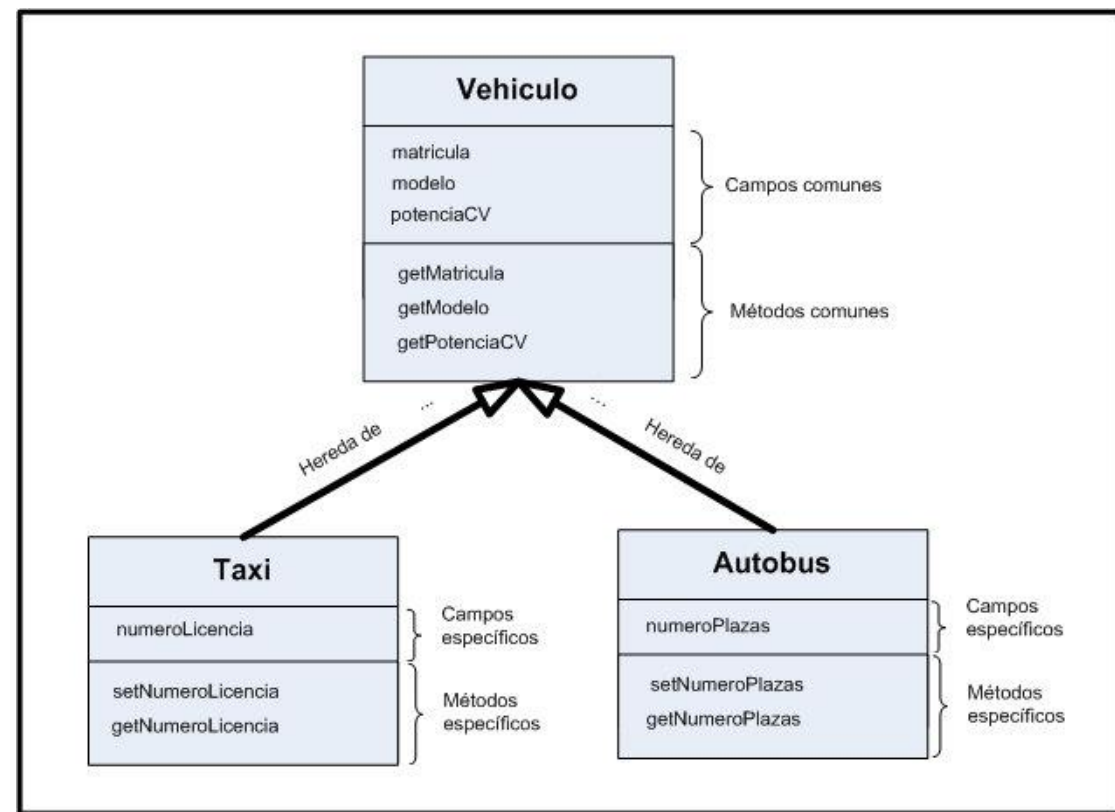 Vehiculo
matricula
modelo
potenciaCV
Campos comunes
getMatricula
getModelo
getPotenciaCV
Métodos comunes
...
Hereda de
...
Hereda de
Taxi
numeroLicencia
Campos
específicos
setNumeroLicencia
getNumeroLicencia
Métodos
específicos
Autobus
numeroPlazas
Campos
específicos
setNumeroPlazas
getNumeroPlazas
Métodos
específicos